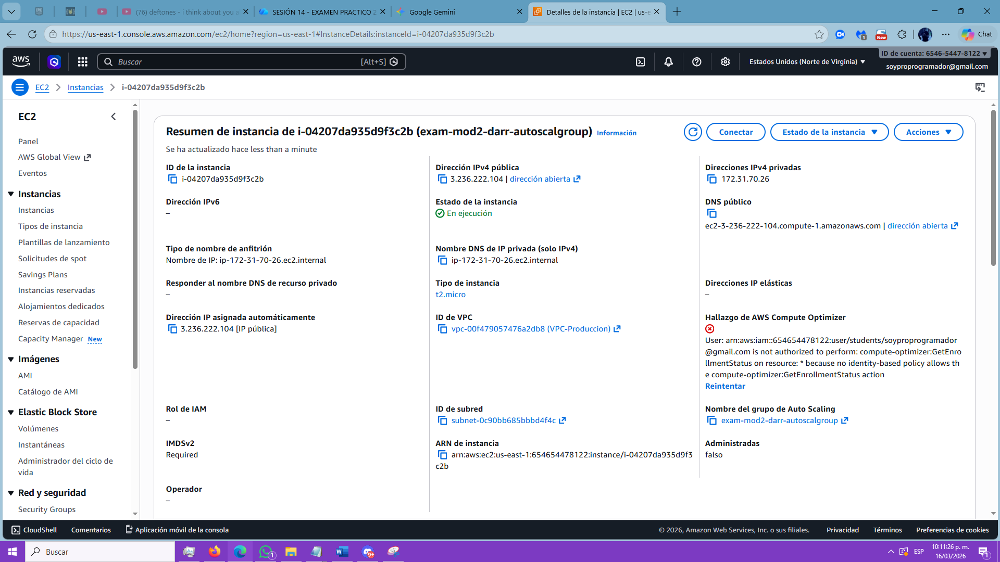 (76) deftones - i think about you a
SESIÓN 14 - EXAMEN PRACTICO 2
Google Gemini
Detalles de la instancia | EC2 | us-e
https://us-east-1.console.aws.amazon.com/ec2/home?region=us-east-1#InstanceDetails:instanceId=i-04207da935d9f3c2b
1
New
Chat
aws
Buscar
[Alt+S]
Estados Unidos (Norte de Virginia)
ID de cuenta: 6546-5447-8122
soyproprogramador@gmail.com
EC2
Instancias
i-04207da935d9f3c2b
EC2
Panel
AWS Global View
Eventos
Instancias
Instancias
Tipos de instancia
Plantillas de lanzamiento
Solicitudes de spot
Savings Plans
Instancias reservadas
Alojamientos dedicados
Reservas de capacidad
Capacity Manager New
Imágenes
AMI
Catálogo de AMI
Elastic Block Store
Volúmenes
Instantáneas
Administrador del ciclo de
vida
Red y seguridad
Security Groups
Resumen de instancia de i-04207da935d9f3c2b (exam-mod2-darr-autoscalgroup)
Información
Conectar
Estado de la instancia
Acciones
Se ha actualizado hace less than a minute
ID de la instancia
i-04207da935d9f3c2b
Dirección IPv4 pública
3.236.222.104 | dirección abierta
Direcciones IPv4 privadas
172.31.70.26
Dirección IPv6
–
Estado de la instancia
En ejecución
DNS público
ec2-3-236-222-104.compute-1.amazonaws.com | dirección abierta
Tipo de nombre de anfitrión
Nombre de IP: ip-172-31-70-26.ec2.internal
Nombre DNS de IP privada (solo IPv4)
ip-172-31-70-26.ec2.internal
Responder al nombre DNS de recurso privado
–
Tipo de instancia
t2.micro
Direcciones IP elásticas
–
Dirección IP asignada automáticamente
3.236.222.104 [IP pública]
ID de VPC
vpc-00f479057476a2db8 (VPC-Produccion)
Hallazgo de AWS Compute Optimizer
User: arn:aws:iam::654654478122:user/students/soyproprogramador
@gmail.com is not authorized to perform: compute-optimizer:GetEnro
llmentStatus on resource: * because no identity-based policy allows th
e compute-optimizer:GetEnrollmentStatus action
Reintentar
Rol de IAM
–
ID de subred
subnet-0c90bb685bbbd4f4c
Nombre del grupo de Auto Scaling
exam-mod2-darr-autoscalgroup
IMDSv2
Required
ARN de instancia
arn:aws:ec2:us-east-1:654654478122:instance/i-04207da935d9f3
c2b
Administradas
falso
Operador
–
CloudShell
Comentarios
Aplicación móvil de la consola
© 2026, Amazon Web Services, Inc. o sus filiales.
Privacidad
Términos
Preferencias de cookies
Buscar
1
9+
ESP
10:11:26 p. m.
16/03/2026
1